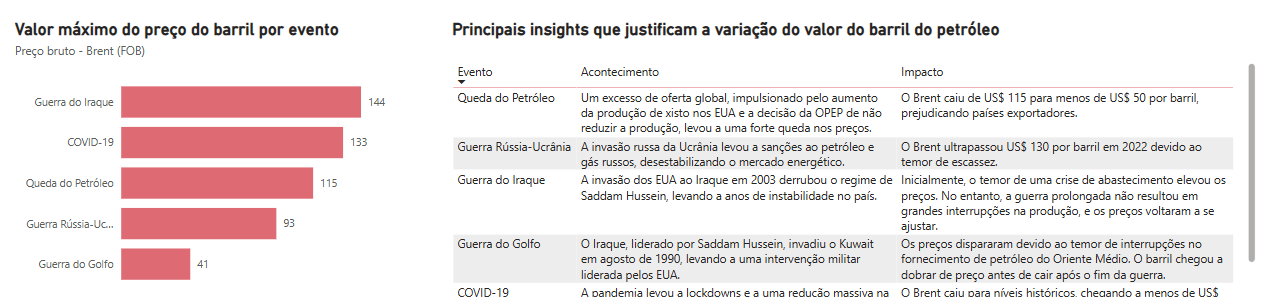 Valor máximo do preço do barril por evento
Preço bruto - Brent (FOB)
Guerra do Iraque 144
COVID-19 133
Queda do Petróleo 115
Guerra Rússia-Uc... 93
Guerra do Golfo 41
Principais insights que justificam a variação do valor do barril do petróleo
Evento Acontecimento Impacto
Queda do Petróleo
Um excesso de oferta global, impulsionado pelo aumento
da produção de xisto nos EUA e a decisão da OPEP de não
reduzir a produção, levou a uma forte queda nos preços.
O Brent caiu de US$ 115 para menos de US$ 50 por barril,
prejudicando países exportadores.
Guerra Rússia-Ucrânia
A invasão russa da Ucrânia levou a sanções ao petróleo e
gás russos, desestabilizando o mercado energético.
O Brent ultrapassou US$ 130 por barril em 2022 devido ao
temor de escassez.
Guerra do Iraque
A invasão dos EUA ao Iraque em 2003 derrubou o regime de
Saddam Hussein, levando a anos de instabilidade no país.
Inicialmente, o temor de uma crise de abastecimento elevou os
preços. No entanto, a guerra prolongada não resultou em
grandes interrupções na produção, e os preços voltaram a se
ajustar.
Guerra do Golfo
O Iraque, liderado por Saddam Hussein, invadiu o Kuwait
em agosto de 1990, levando a uma intervenção militar
liderada pelos EUA.
Os preços dispararam devido ao temor de interrupções no
fornecimento de petróleo do Oriente Médio. O barril chegou a
dobrar de preço antes de cair após o fim da guerra.
COVID-19
A pandemia levou a lockdowns e a uma redução massiva na
O Brent caiu para níveis históricos, chegando a menos de US$